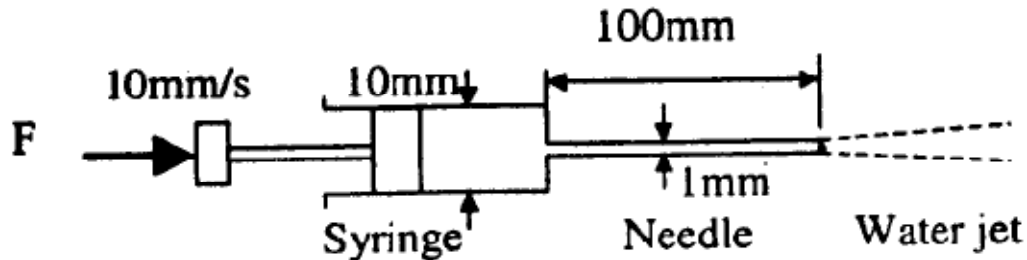 100mm
10mm/s
10mm
F
1mm
Syringe
Needle
Water jet